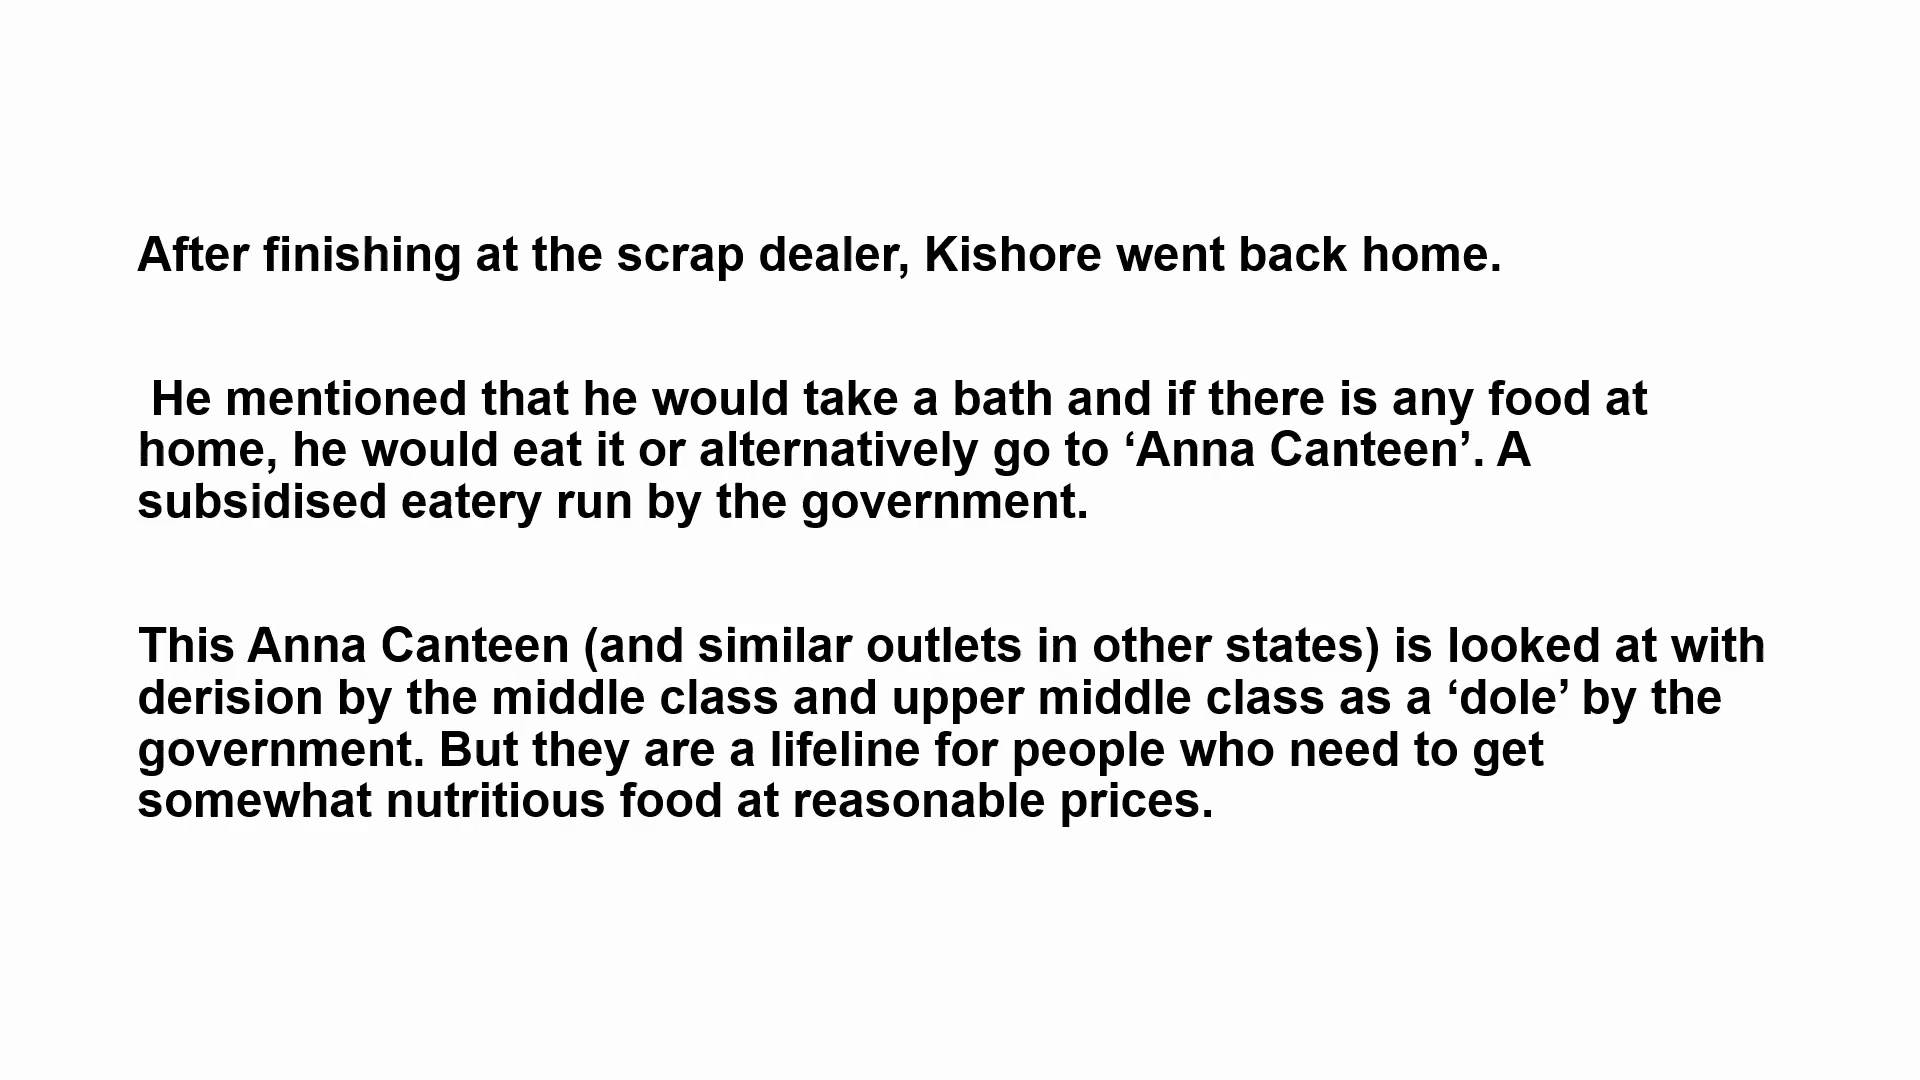 After finishing at the scrap dealer, Kishore went back home.
He mentioned that he would take a bath and if there is any food at
home, he would eat it or alternatively go to ‘Anna Canteen’. A
subsidised eatery run by the government.
This Anna Canteen (and similar outlets in other states) is looked at with
derision by the middle class and upper middle class as a ‘dole’ by the
government. But they are a lifeline for people who need to get
somewhat nutritious food at reasonable prices.